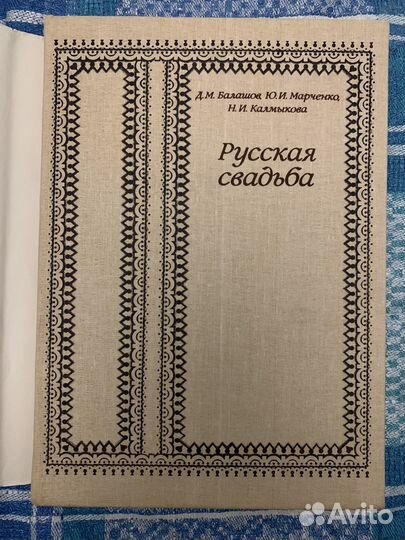 Д.М. Балашов, Ю.И. Марченко,
Н.И. Калмыкова
Русская
свадьба
Avito